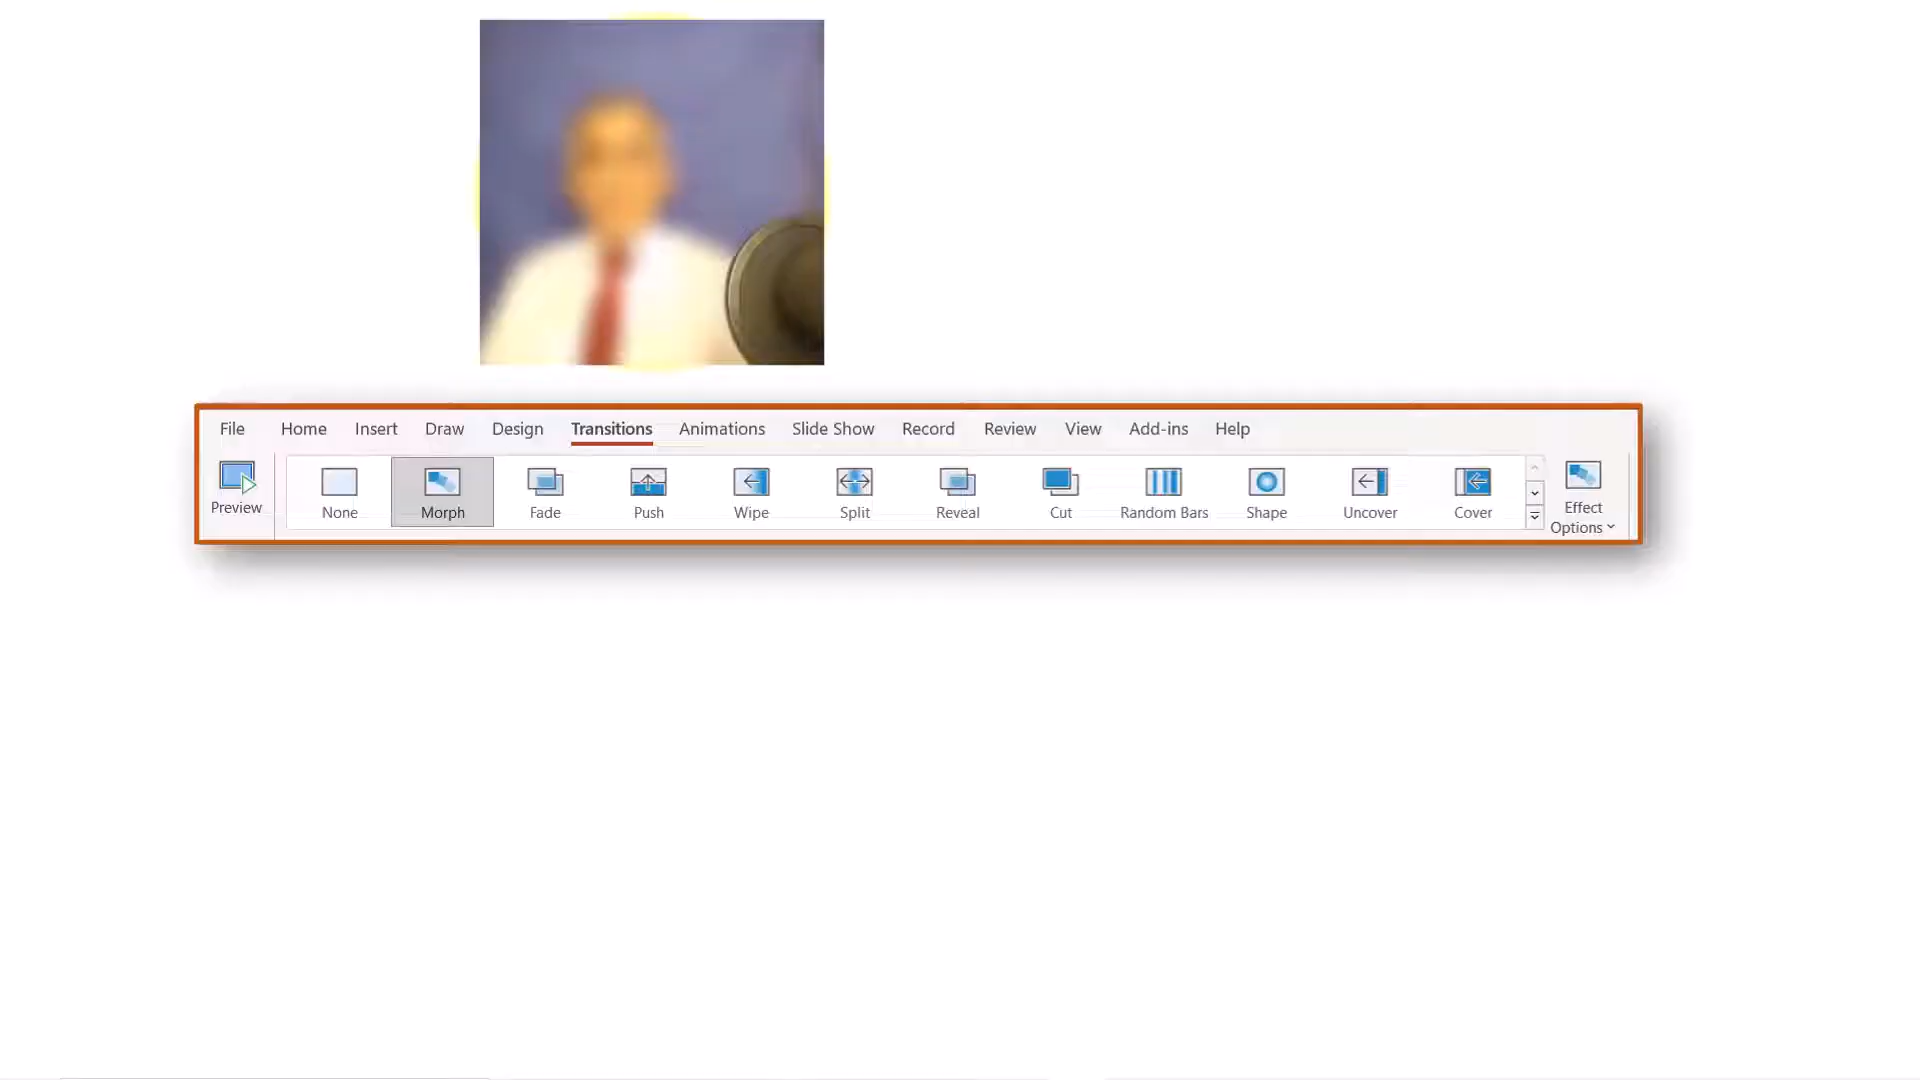 File Home Insert Draw Design Transitions Animations Slide Show Record Review View Add-ins Help
Preview None Morph Fade Push Wipe Split Reveal Cut Random Bars Shape Uncover Cover Effect
Options